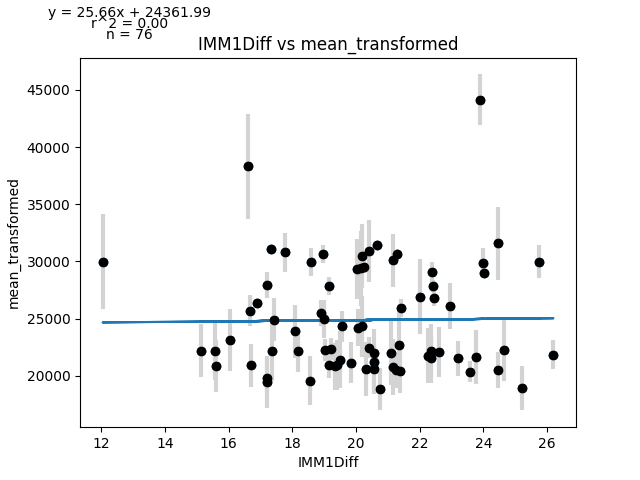 y = 25.66x + 24361.99
r^2 = 0.00
n = 76
IMM1Diff vs mean_transformed
45000
40000
35000
30000
25000
20000
mean_transformed
12 14 16 18 20 22 24 26
IMM1Diff